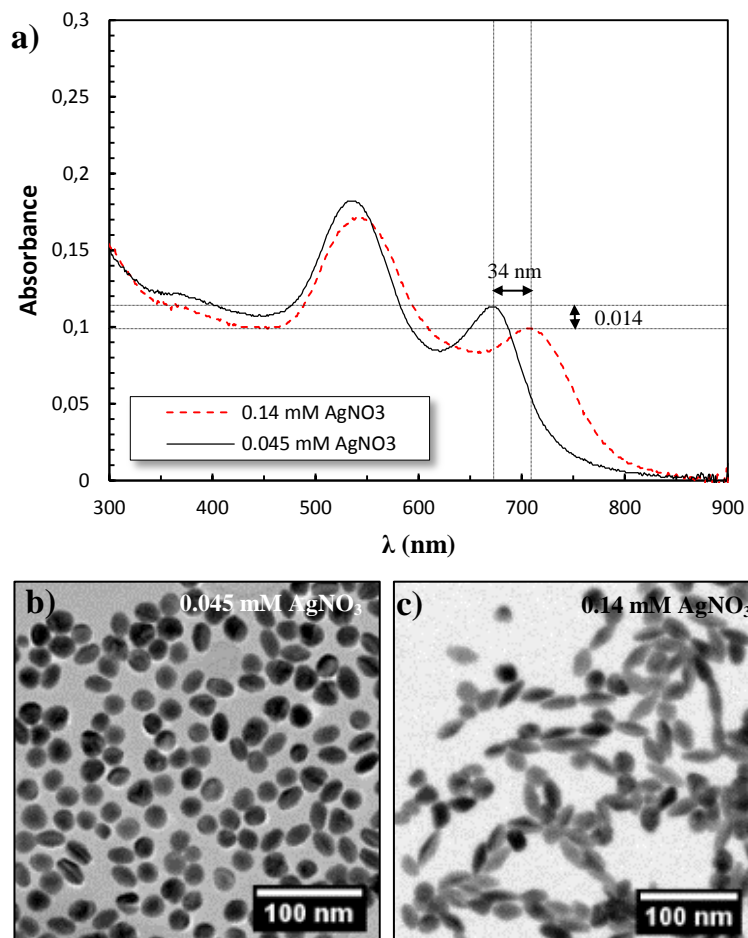 a)
0,3
0,25
0,2
0,15
0,1
0,05
0
Absorbance
34 nm
0.014
0.14 mM AgNO3
0.045 mM AgNO3
300 400 500 600 700 800 900
λ (nm)
b) 0.045 mM AgNO₃
100 nm
c) 0.14 mM AgNO₃
100 nm